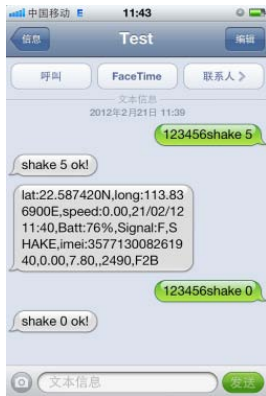 中国移动 E 11:43
信息 Test 编辑
呼叫 FaceTime 联系人 >
文本信息
2012年2月21日 11:39
123456shake 5
shake 5 ok!
lat:22.587420N,long:113.83
6900E,speed:0.00,21/02/12
11:40,Batt:76%,Signal:F,S
HAKE,imei:3577130082619
40,0.00,7.80,,2490,F2B
123456shake 0
shake 0 ok!
文本信息 发送